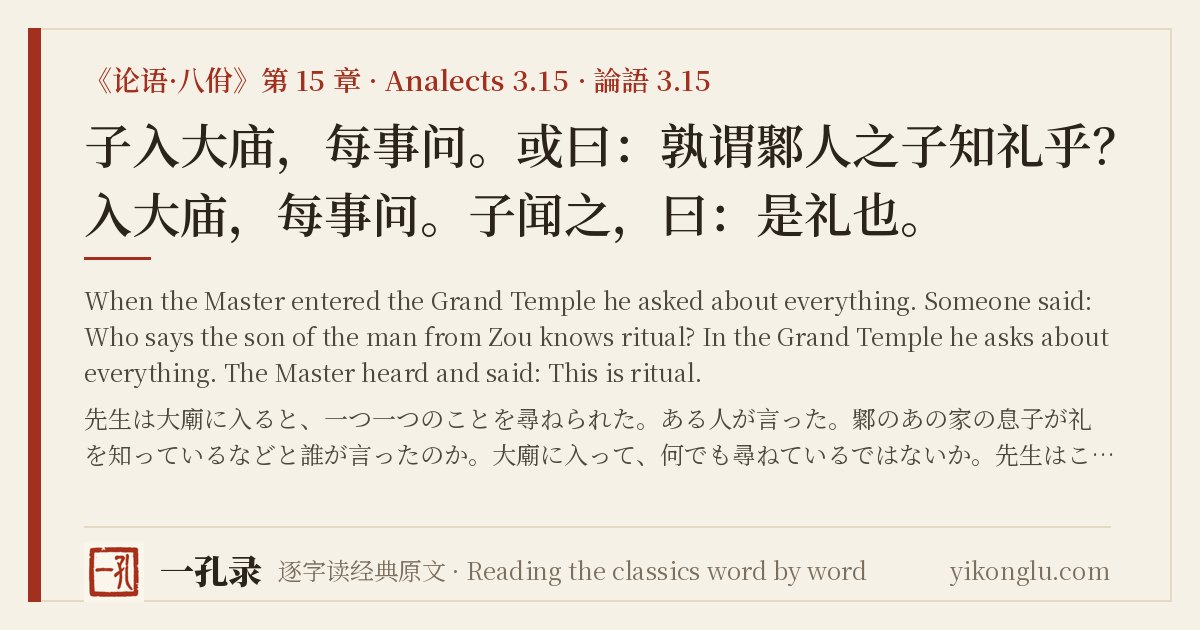 《论语·八佾》第 15 章 · Analects 3.15 · 論語 3.15
子入大庙，每事问。或曰：孰谓鄹人之子知礼乎？
入大庙，每事问。子闻之，曰：是礼也。
When the Master entered the Grand Temple he asked about everything. Someone said:
Who says the son of the man from Zou knows ritual? In the Grand Temple he asks about
everything. The Master heard and said: This is ritual.
先生は大廟に入ると、一つ一つのことを尋ねられた。ある人が言った。鄹のあの家の息子が礼
を知っているなどと誰が言ったのか。大廟に入って、何でも尋ねているではないか。先生はこ…
一孔
一孔录 逐字读经典原文 · Reading the classics word by word yikonglu.com